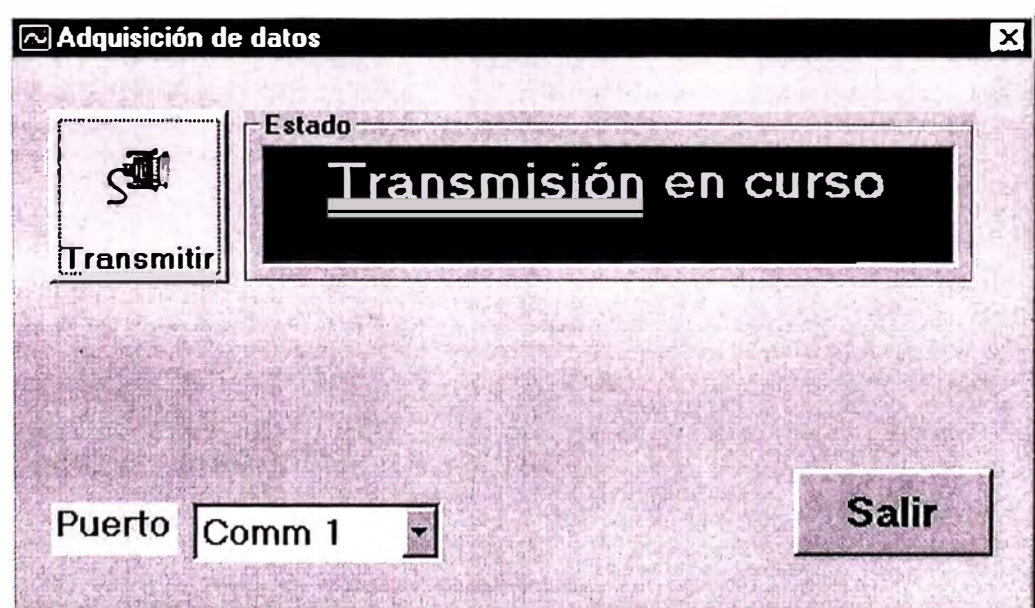 Adquisición de datos
Estado
Transmisión en curso
Transmitir
Puerto
Comm 1
Salir